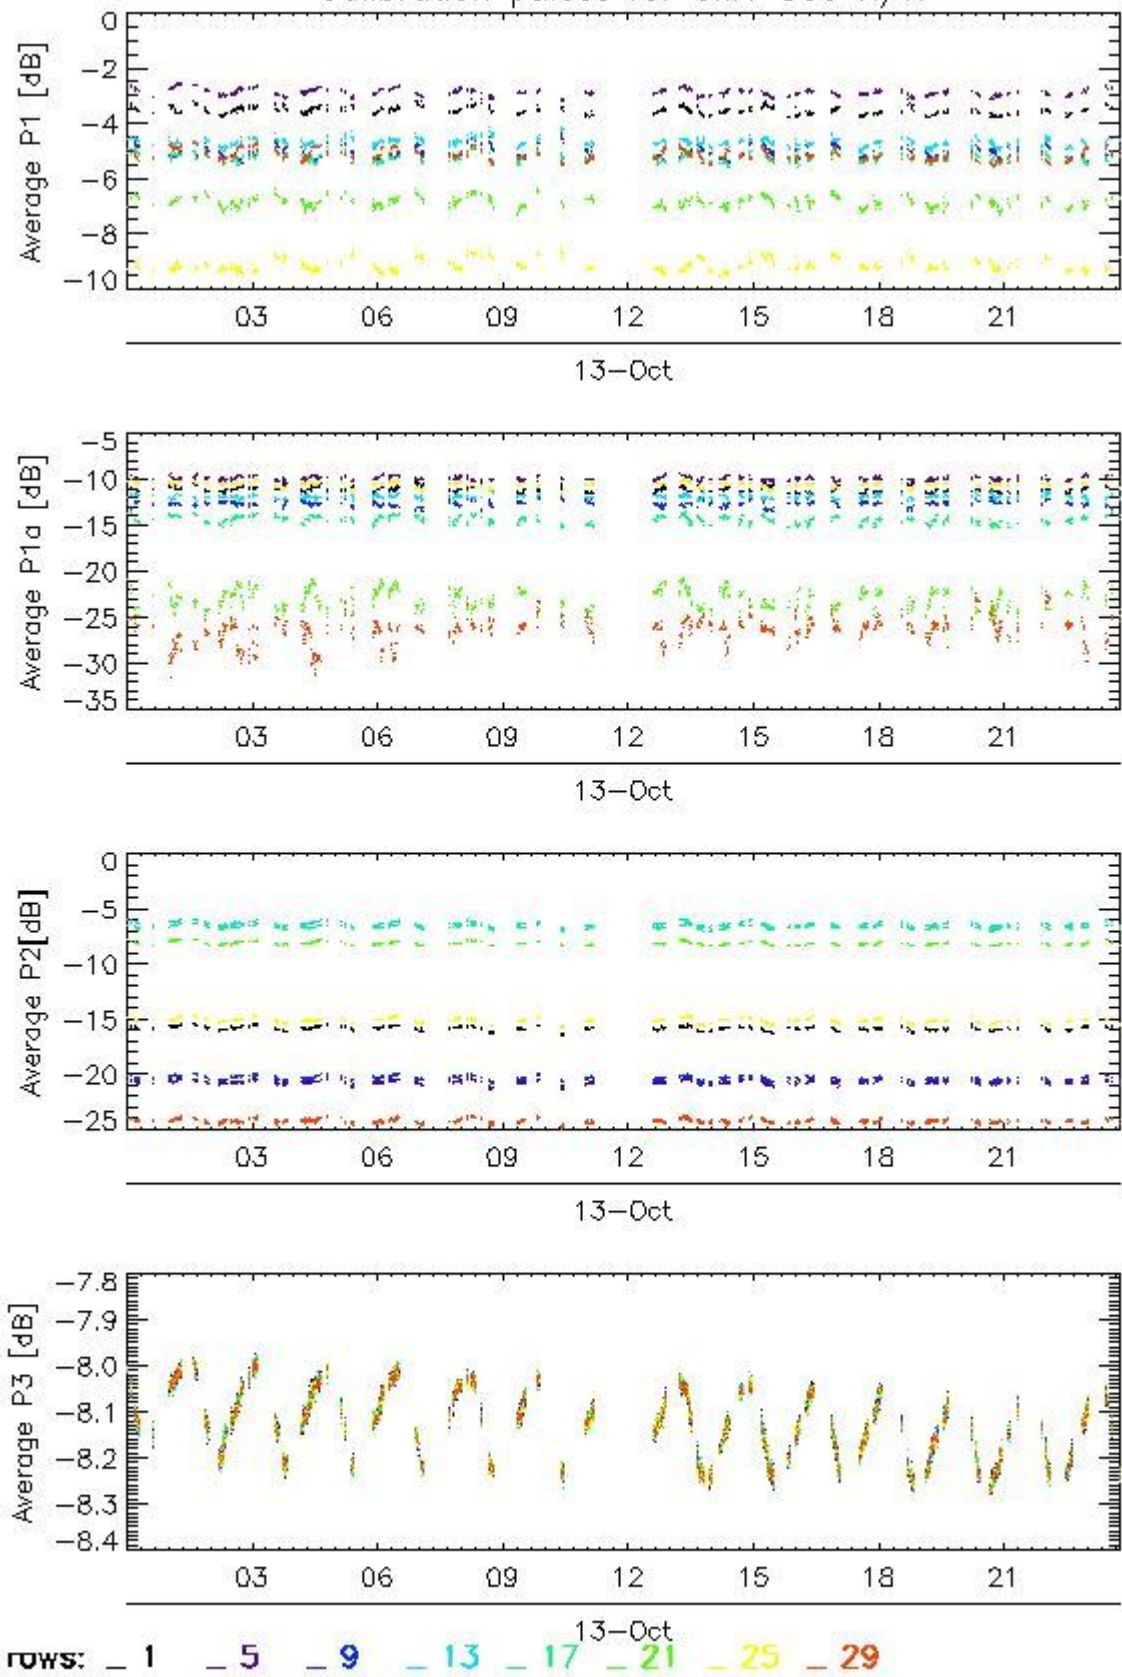 0
-2
-4
-6
-8
-10
Average P1 [dB]
03 06 09 12 15 18 21
13-Oct
-5
-10
-15
-20
-25
-30
-35
Average P1a [dB]
03 06 09 12 15 18 21
13-Oct
0
-5
-10
-15
-20
-25
Average P2[dB]
03 06 09 12 15 18 21
13-Oct
-7.8
-7.9
-8.0
-8.1
-8.2
-8.3
-8.4
Average P3 [dB]
03 06 09 12 15 18 21
13-Oct
rows: _ 1 _ 5 _ 9 _ 13 _ 17 _ 21 _ 25 _ 29